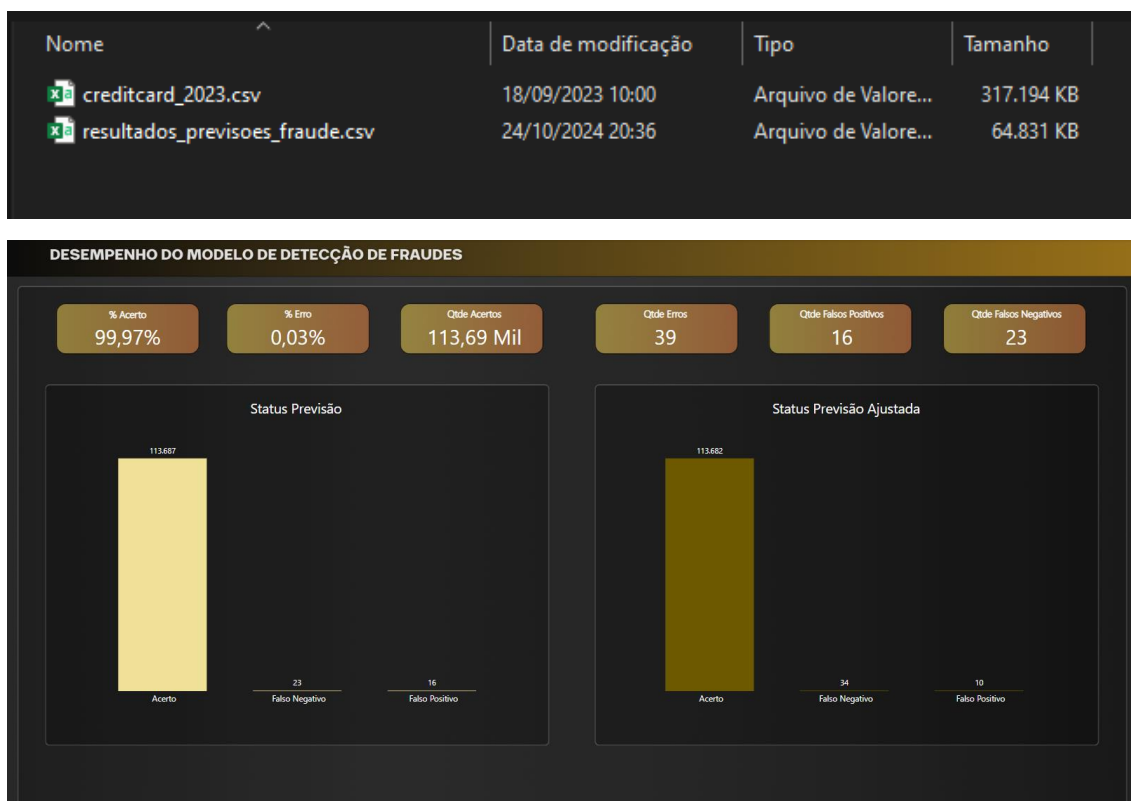 Nome Data de modificação Tipo Tamanho
creditcard_2023.csv 18/09/2023 10:00 Arquivo de Valore... 317.194 KB
resultados_previsoes_fraude.csv 24/10/2024 20:36 Arquivo de Valore... 64.831 KB
DESEMPENHO DO MODELO DE DETECÇÃO DE FRAUDES
% Acerto % Erro Qtde Acertos Qtde Erros Qtde Falsos Positivos Qtde Falsos Negativos
99,97% 0,03% 113,69 Mil 39 16 23
Status Previsão
113.687
23 16
Acerto Falso Negativo Falso Positivo
Status Previsão Ajustada
113.682
34 10
Acerto Falso Negativo Falso Positivo